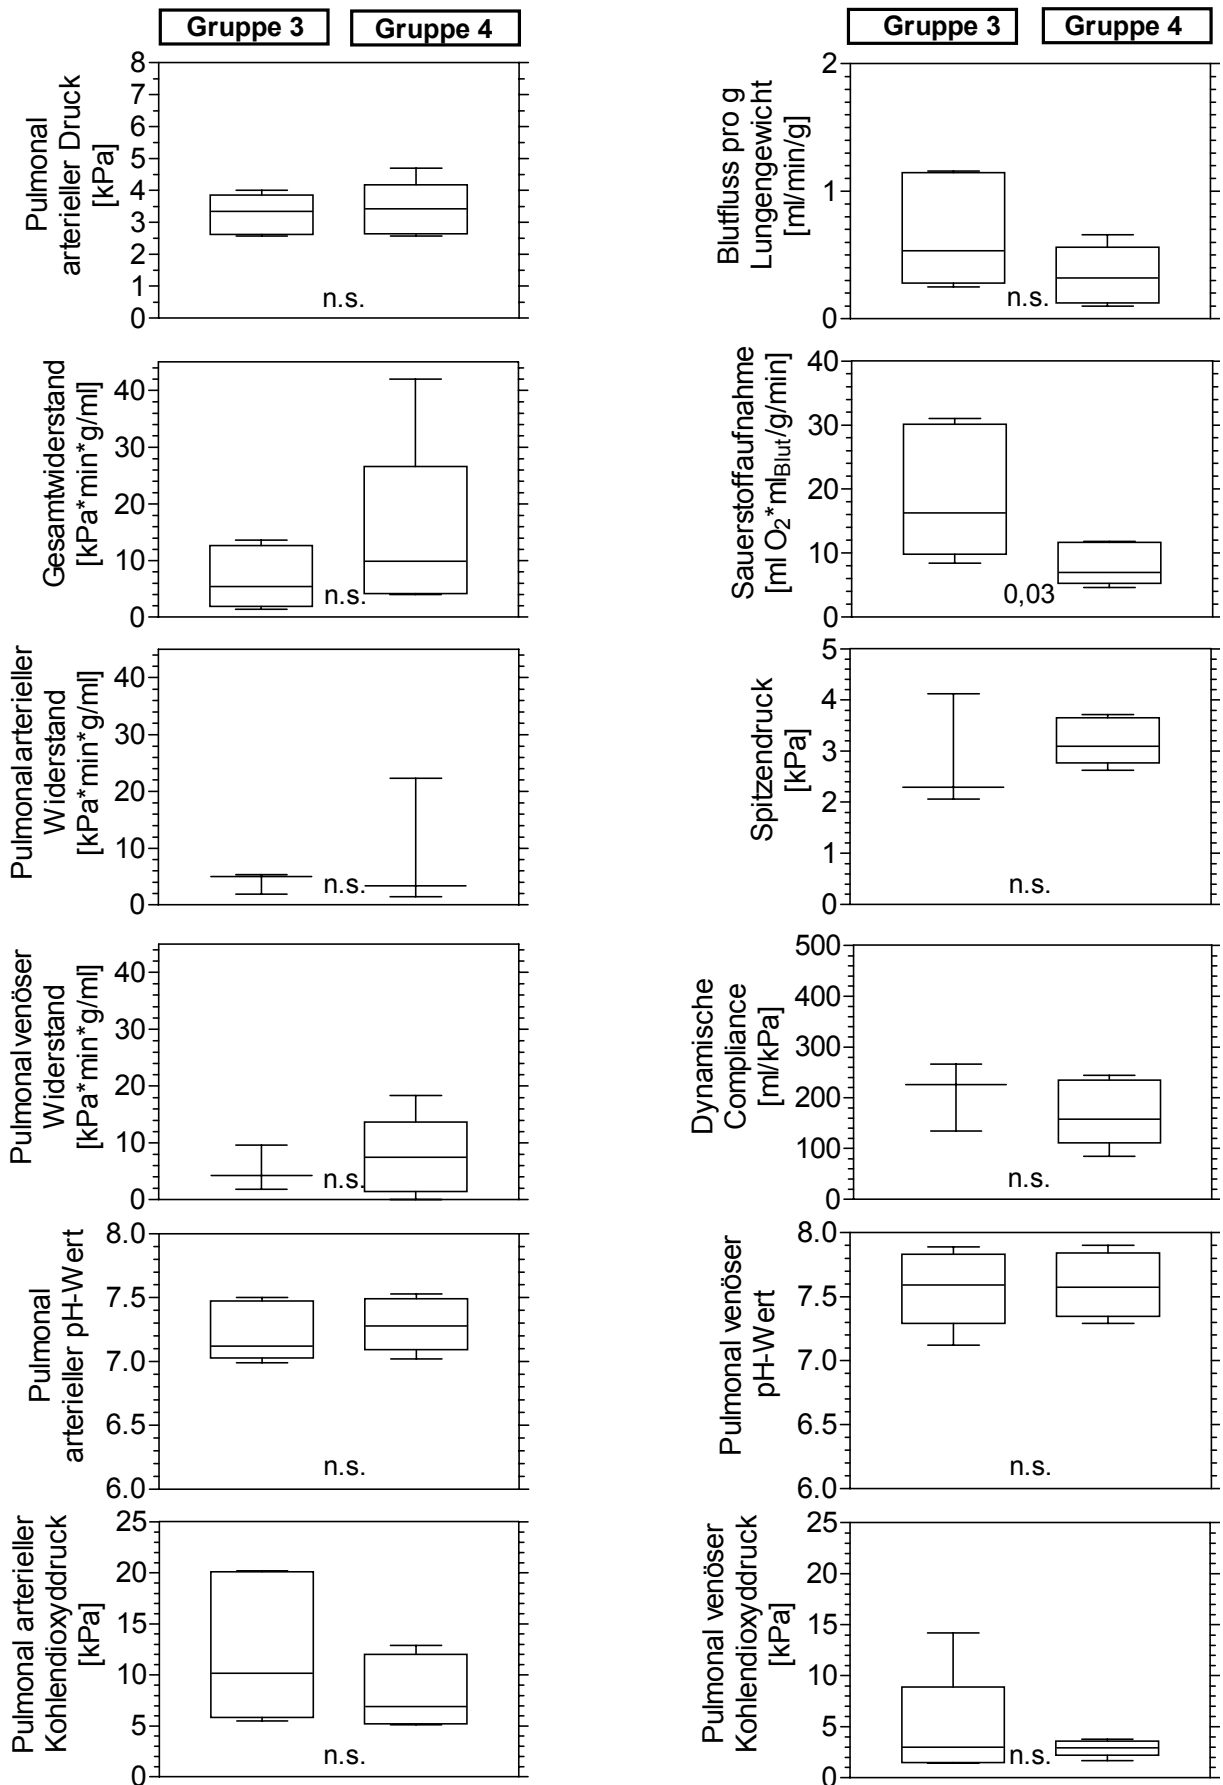 Gruppe 3
Gruppe 4
Pulmonal
arterieller Druck
[kPa]
8
7
6
5
4
3
2
1
0
n.s.
Gesamtwiderstand
[kPa*min*g/ml]
40
30
20
10
0
n.s.
Pulmonal arterieller
Widerstand
[kPa*min*g/ml]
40
30
20
10
0
n.s.
Pulmonal venöser
Widerstand
[kPa*min*g/ml]
40
30
20
10
0
n.s.
Pulmonal
arterieller pH-Wert
8.0
7.5
7.0
6.5
6.0
n.s.
Pulmonal arterieller
Kohlendioxyddruck
[kPa]
25
20
15
10
5
0
n.s.
Gruppe 3
Gruppe 4
Blutfluss pro g
Lungengewicht
[ml/min/g]
2
1
0
n.s.
Sauerstoffaufnahme
[ml O2*mlBlut/g/min]
40
30
20
10
0
0,03
Spitzendruck
[kPa]
5
4
3
2
1
0
n.s.
Dynamische
Compliance
[ml/kPa]
500
400
300
200
100
0
n.s.
Pulmonal venöser
pH-Wert
8.0
7.5
7.0
6.5
6.0
n.s.
Pulmonal venöser
Kohlendioxyddruck
[kPa]
25
20
15
10
5
0
n.s.